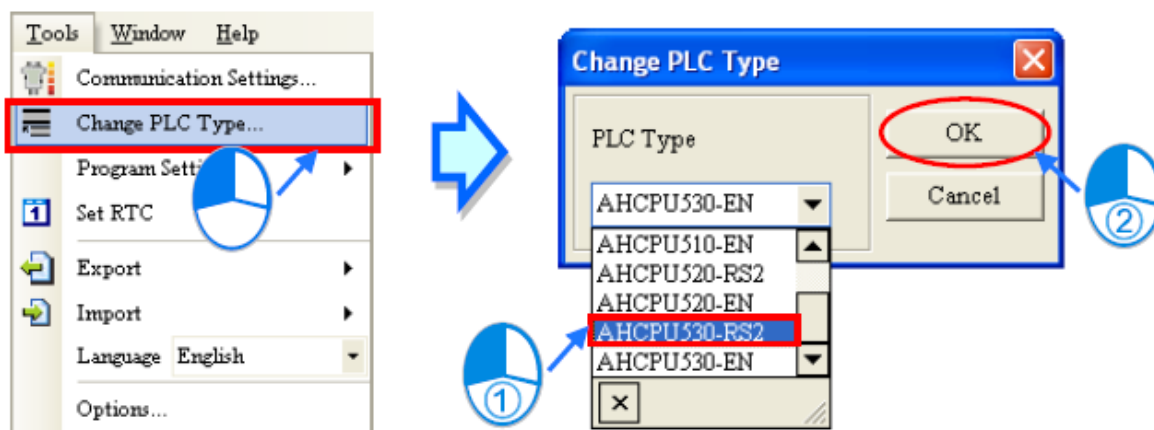 Tools Window Help
Communication Settings...
Change PLC Type...
Program Setti
Set RTC
Export
Import
Language English
Options...
Change PLC Type
PLC Type
OK
Cancel
AHCPU530-EN
AHCPU510-EN
AHCPU520-RS2
AHCPU520-EN
AHCPU530-RS2
AHCPU530-EN
1
2